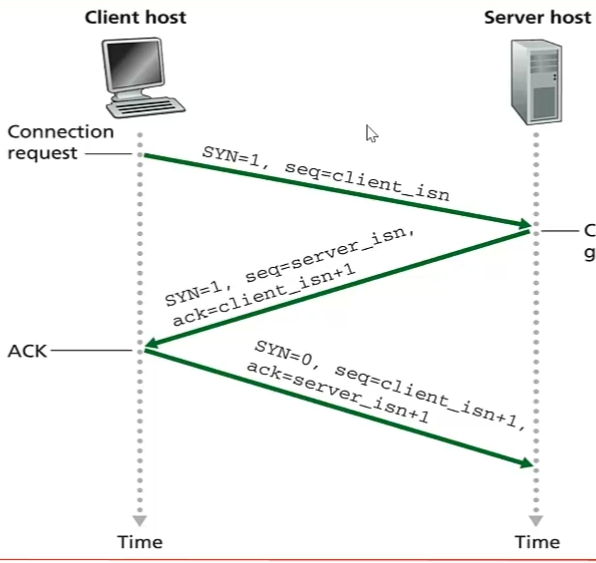 Client host
Server host
Connection
request
SYN=1, seq=client_isn
C
g
SYN=1, seq=server_isn,
ack=client_isn+1
ACK
SYN=0, seq=client_isn+1,
ack=server_isn+1
Time
Time